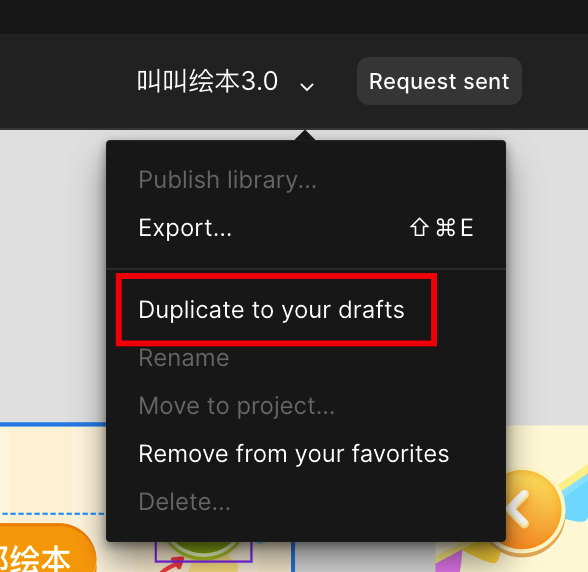 叫叫绘本3.0
Request sent
Publish library...
Export... ⇧⌘E
Duplicate to your drafts
Rename
Move to project...
Remove from your favorites
Delete...
绘本